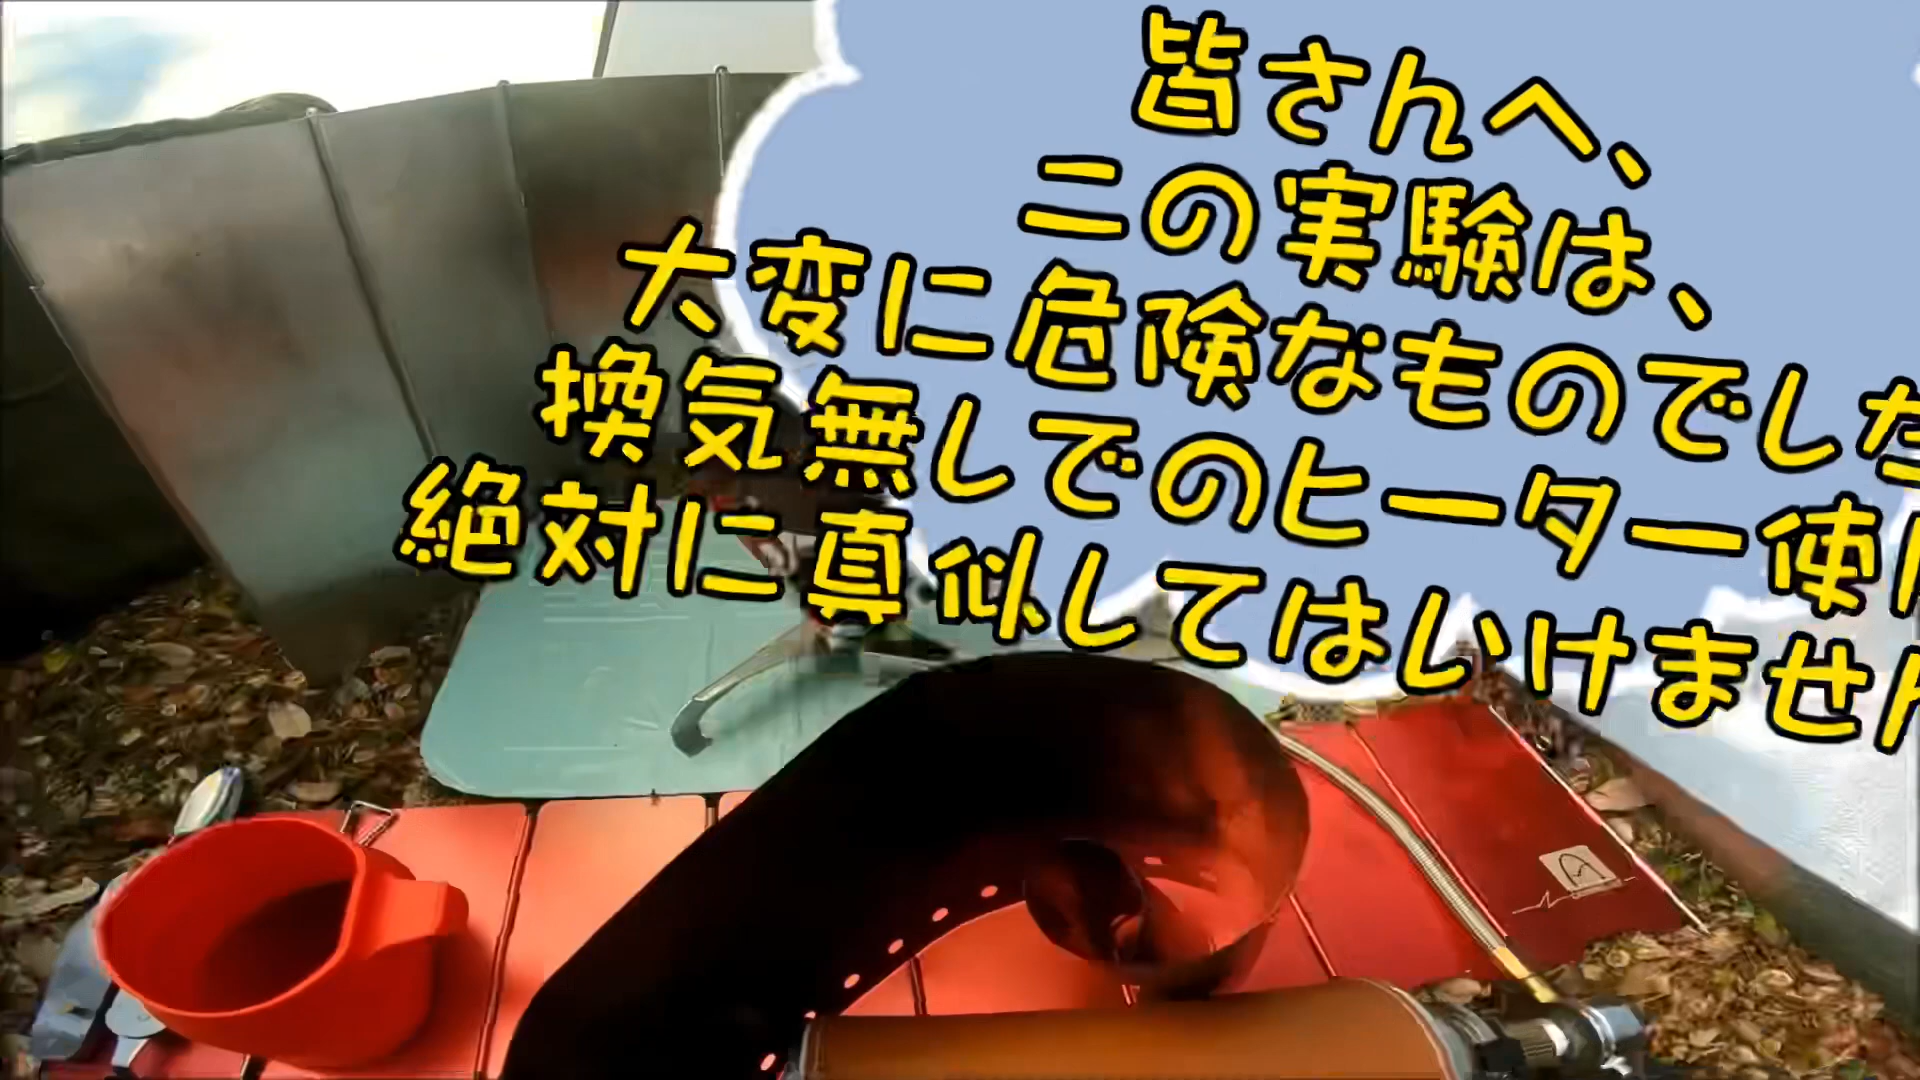 皆さんへ、
この実験は、
大変に危険なものでした
換気無しでのヒーター使
絶対に真似してはいけません